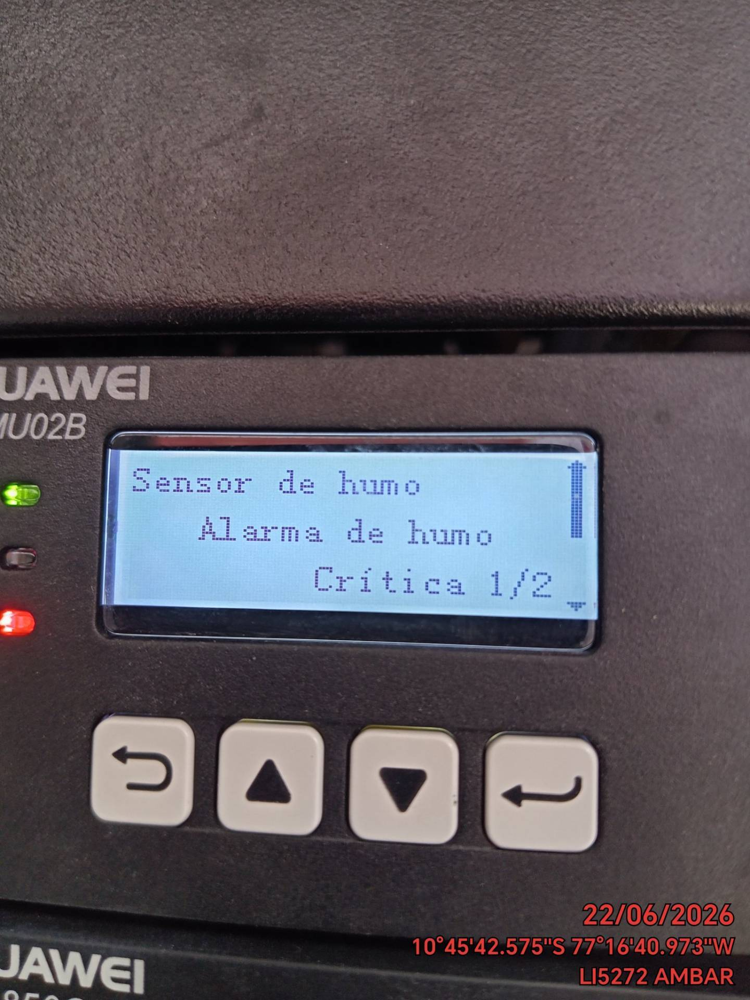 UAWEI
MU02B
Sensor de humo
Alarma de humo
Crítica 1/2
UAWEI
22/06/2026
10°45'42.575"S 77°16'40.973"W
LI5272 AMBAR